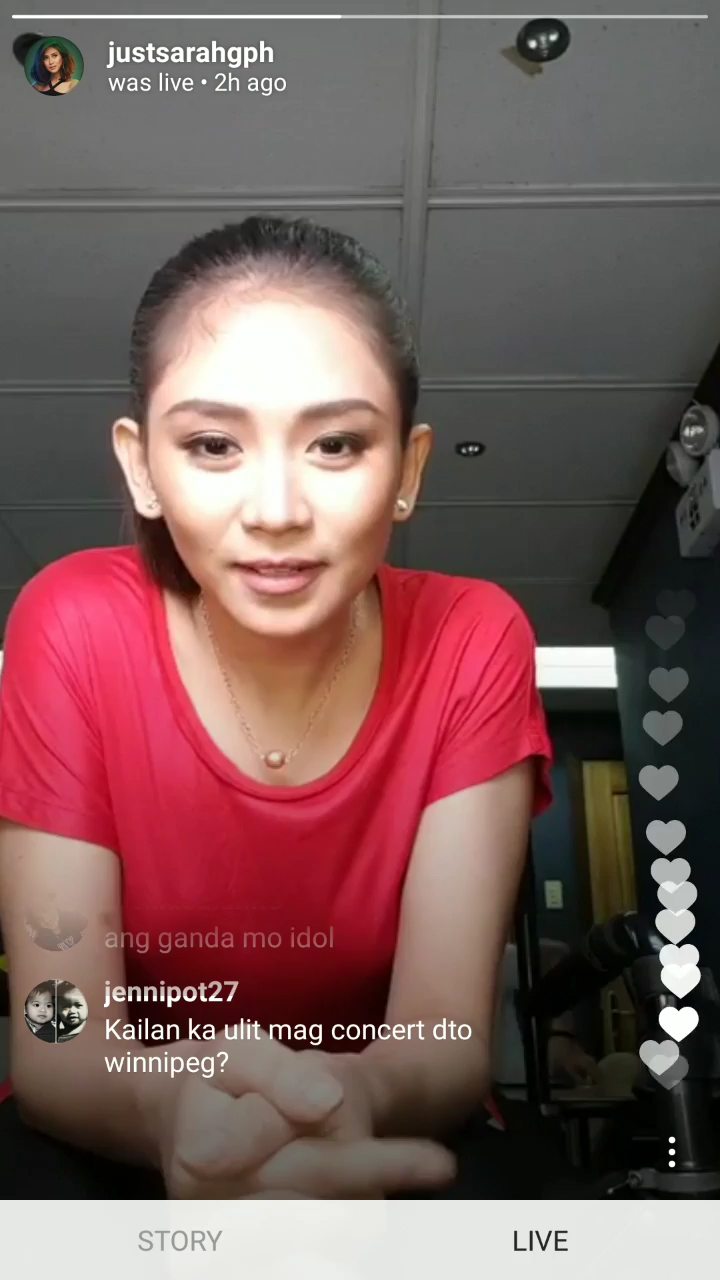 justsarahgph
was live • 2h ago
ang ganda mo idol
jennipot27
Kailan ka ulit mag concert dto
winnipeg?
STORY
LIVE